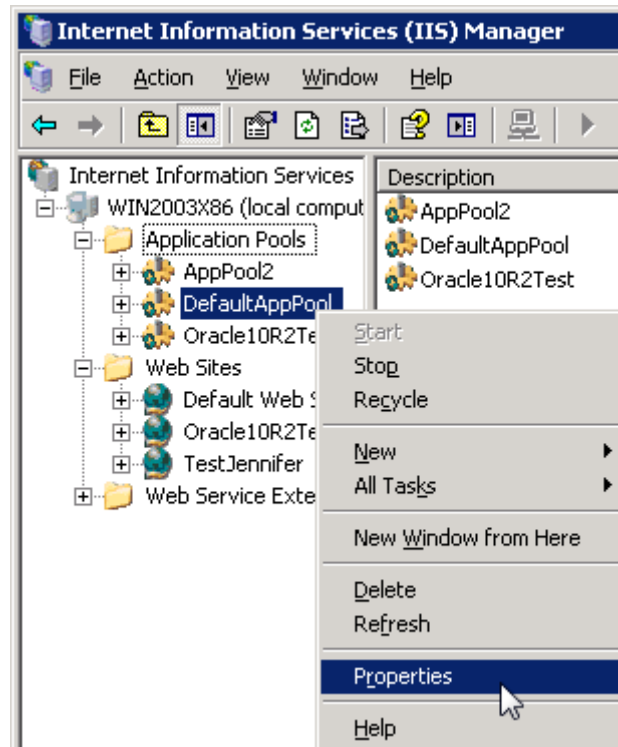 Internet Information Services (IIS) Manager
File Action View Window Help
Internet Information Services
WIN2003X86 (local comput
Application Pools
AppPool2
DefaultAppPool
Oracle10R2Te
Web Sites
Default Web S
Oracle10R2Te
TestJennifer
Web Service Exte
Description
AppPool2
DefaultAppPool
Oracle10R2Test
Start
Stop
Recycle
New
All Tasks
New Window from Here
Delete
Refresh
Properties
Help